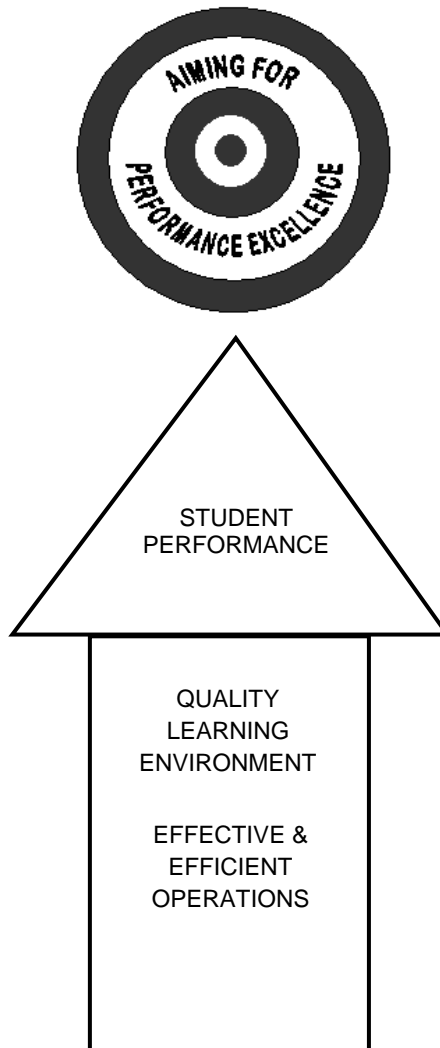 AIMING FOR
PERFORMANCE EXCELLENCE
STUDENT
PERFORMANCE
QUALITY
LEARNING
ENVIRONMENT
EFFECTIVE &
EFFICIENT
OPERATIONS